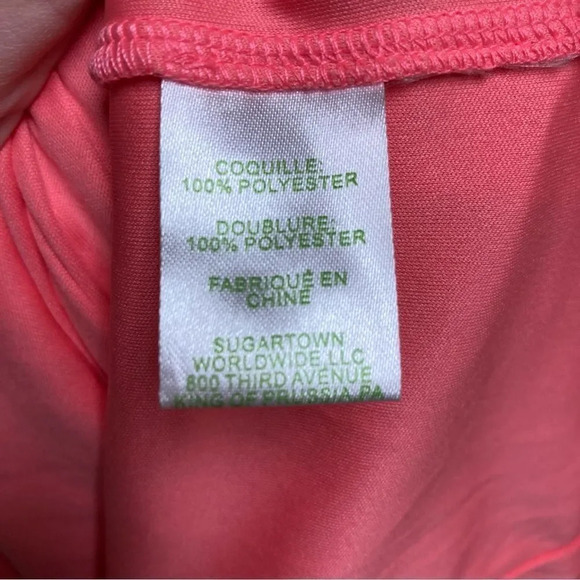 COQUILLE:
100% POLYESTER
DOUBLURE:
100% POLYESTER
FABRIQUÉ EN
CHINE
SUGARTOWN
WORLDWIDE, LLC
800 THIRD AVENUE
KING OF PRUSSIA, PA